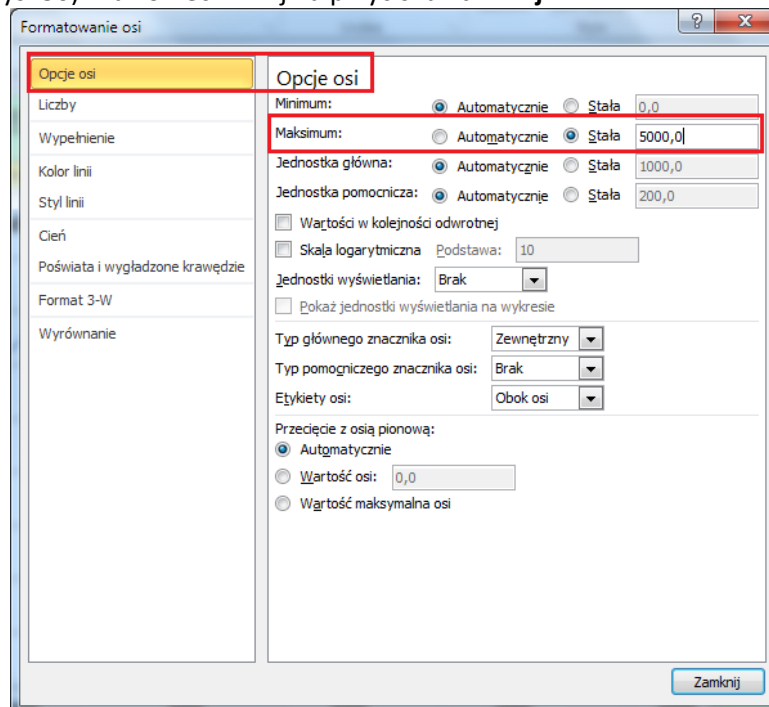 Formatowanie osi
Opcje osi
Liczby
Wypełnienie
Kolor linii
Styl linii
Cień
Poświata i wygładzone krawędzie
Format 3-W
Wyrównanie
Opcje osi
Minimum: Automatycznie Stała 0,0
Maksimum: Automatycznie Stała 5000,0
Jednostka główna: Automatycznie Stała 1000,0
Jednostka pomocnicza: Automatycznie Stała 200,0
Wartości w kolejności odwrotnej
Skala logarytmiczna Podstawa: 10
Jednostki wyświetlania: Brak
Pokaż jednostki wyświetlania na wykresie
Typ głównego znacznika osi: Zewnętrzny
Typ pomocniczego znacznika osi: Brak
Etykiety osi: Obok osi
Przecięcie z osią pionową:
Automatycznie
Wartość osi: 0,0
Wartość maksymalna osi
Zamknij